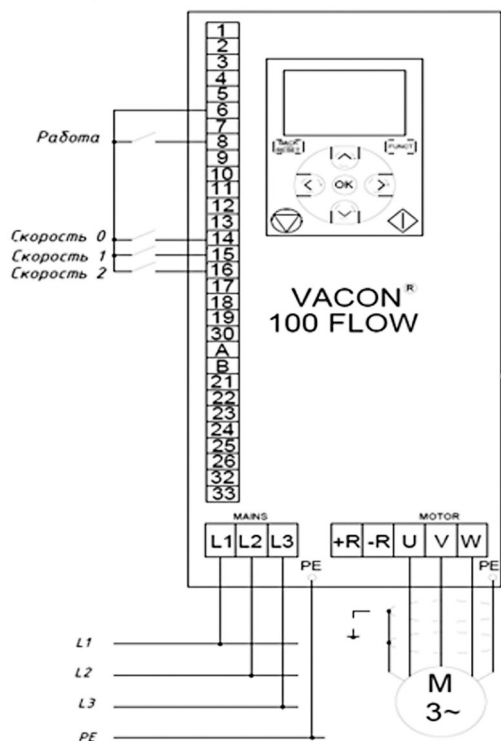 1
2
3
4
5
6
7
8
9
10
11
12
13
14
15
16
17
18
19
30
A
B
21
22
23
24
25
26
32
33
Работа
Скорость 0
Скорость 1
Скорость 2
BACK
RESET
FUNCT
OK
VACON®
100 FLOW
MAINS
L1 L2 L3
PE
MOTOR
+R -R U V W
PE
L1
L2
L3
PE
M
3~